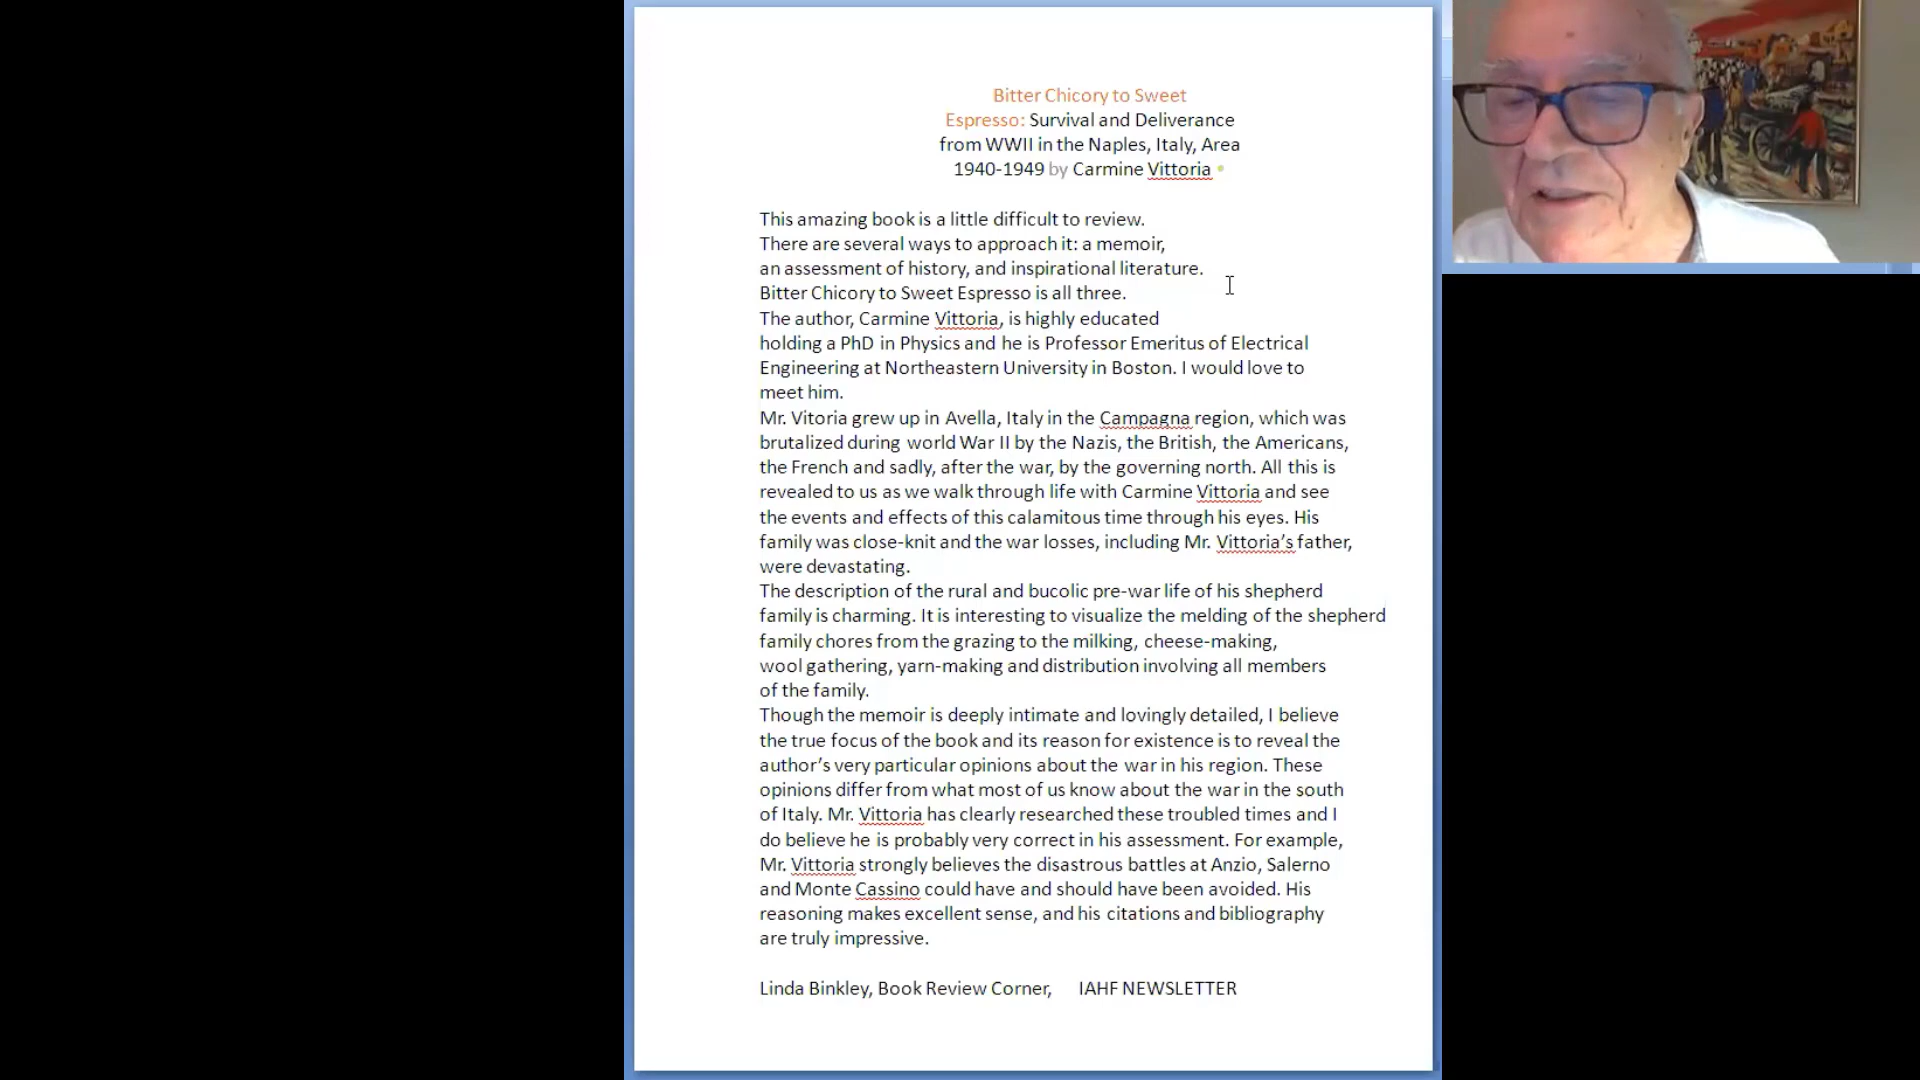 Bitter Chicory to Sweet
Espresso: Survival and Deliverance
from WWII in the Naples, Italy, Area
1940-1949 by Carmine Vittoria
This amazing book is a little difficult to review.
There are several ways to approach it: a memoir,
an assessment of history, and inspirational literature.
Bitter Chicory to Sweet Espresso is all three.
The author, Carmine Vittoria, is highly educated
holding a PhD in Physics and he is Professor Emeritus of Electrical
Engineering at Northeastern University in Boston. I would love to
meet him.
Mr. Vitoria grew up in Avella, Italy in the Campagna region, which was
brutalized during world War II by the Nazis, the British, the Americans,
the French and sadly, after the war, by the governing north. All this is
revealed to us as we walk through life with Carmine Vittoria and see
the events and effects of this calamitous time through his eyes. His
family was close-knit and the war losses, including Mr. Vittoria's father,
were devastating.
The description of the rural and bucolic pre-war life of his shepherd
family is charming. It is interesting to visualize the melding of the shepherd
family chores from the grazing to the milking, cheese-making,
wool gathering, yarn-making and distribution involving all members
of the family.
Though the memoir is deeply intimate and lovingly detailed, I believe
the true focus of the book and its reason for existence is to reveal the
author's very particular opinions about the war in his region. These
opinions differ from what most of us know about the war in the south
of Italy. Mr. Vittoria has clearly researched these troubled times and I
do believe he is probably very correct in his assessment. For example,
Mr. Vittoria strongly believes the disastrous battles at Anzio, Salerno
and Monte Cassino could have and should have been avoided. His
reasoning makes excellent sense, and his citations and bibliography
are truly impressive.
Linda Binkley, Book Review Corner, IAHF NEWSLETTER